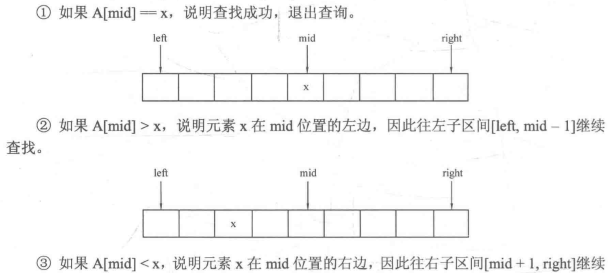 ① 如果 A[mid] == x，说明查找成功，退出查询。
left mid right
x
② 如果 A[mid] > x，说明元素 x 在 mid 位置的左边，因此往左子区间[left, mid – 1]继续
查找。
left mid right
x
③ 如果 A[mid] < x，说明元素 x 在 mid 位置的右边，因此往右子区间[mid + 1, right]继续